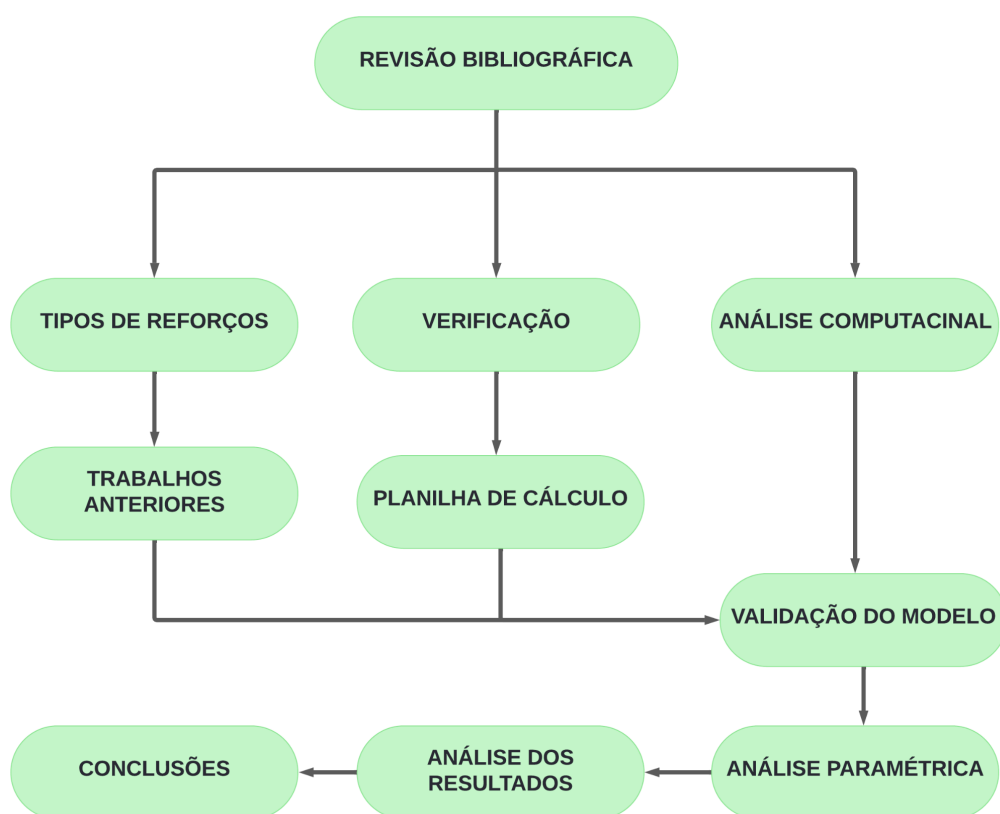 REVISÃO BIBLIOGRÁFICA
TIPOS DE REFORÇOS
VERIFICAÇÃO
ANÁLISE COMPUTACINAL
TRABALHOS
ANTERIORES
PLANILHA DE CÁLCULO
VALIDAÇÃO DO MODELO
CONCLUSÕES
ANÁLISE DOS
RESULTADOS
ANÁLISE PARAMÉTRICA